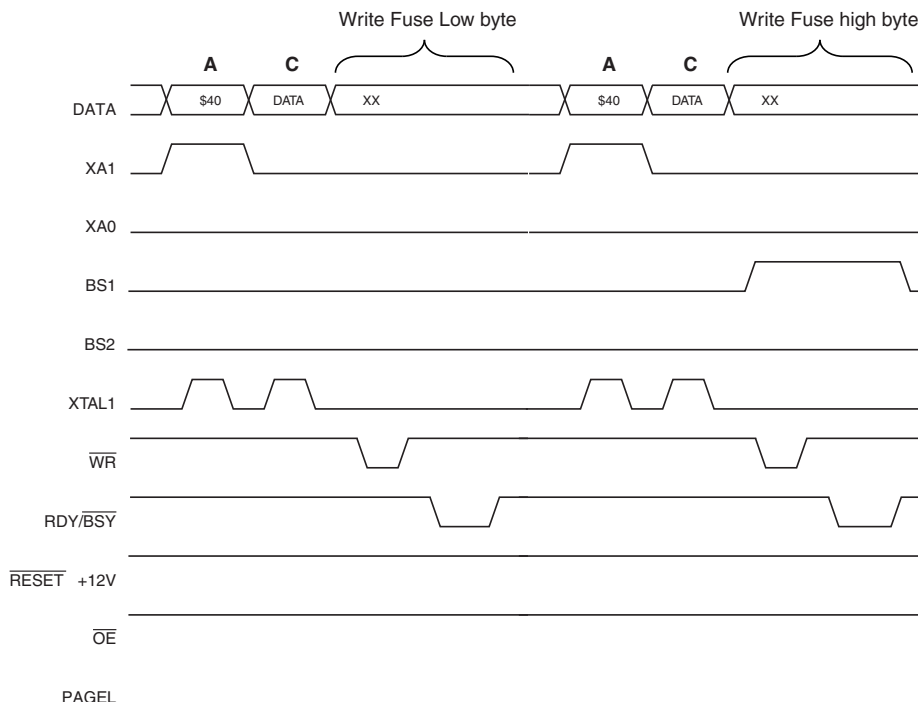 Write Fuse Low byte Write Fuse high byte
A C A C
DATA $40 DATA XX $40 DATA XX
XA1
XA0
BS1
BS2
XTAL1
WR
RDY/BSY
RESET +12V
OE
PAGEL